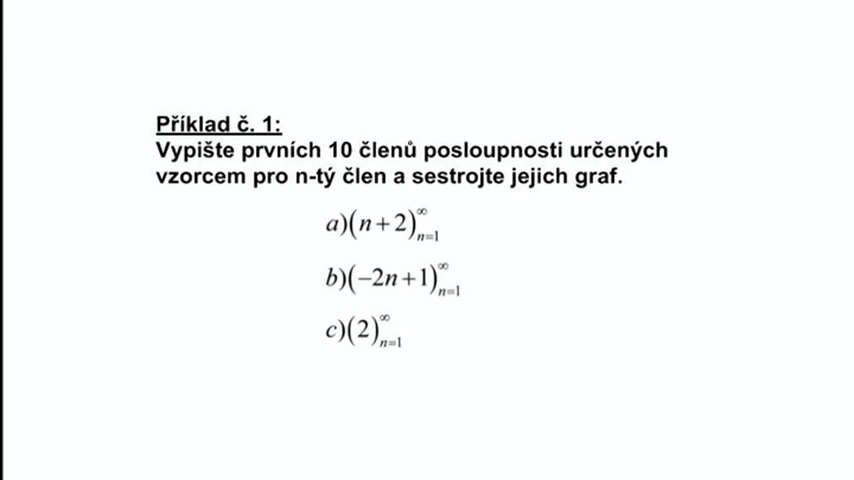 Příklad č. 1:
Vypište prvních 10 členů posloupnosti určených
vzorcem pro n-tý člen a sestrojte jejich graf.
a)(n+2)^∞_{n=1}
b)(−2n+1)^∞_{n=1}
c)(2)^∞_{n=1}